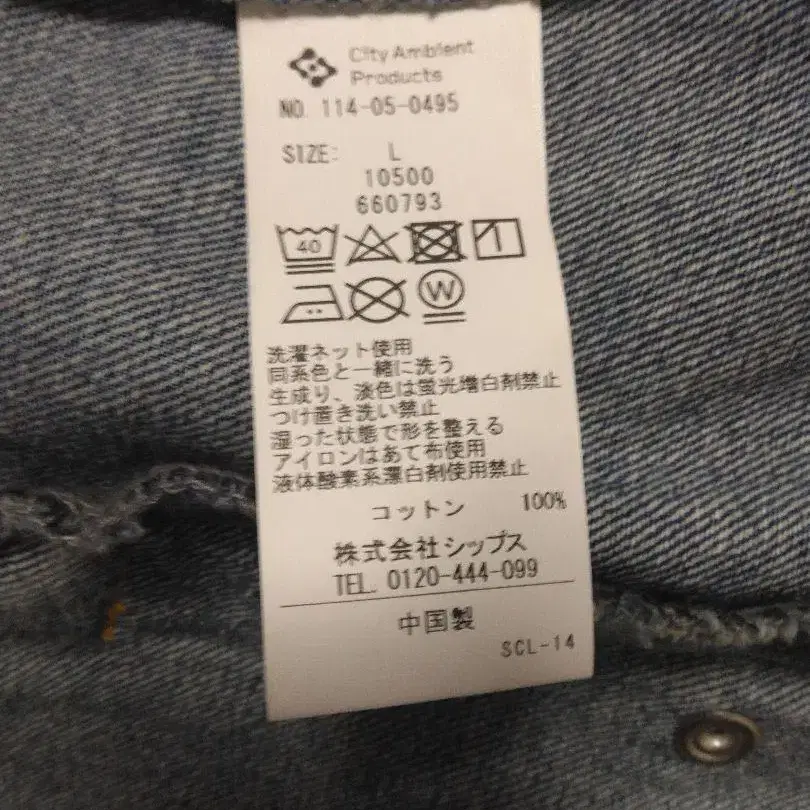 City Ambient
Products
NO. 114-05-0495
SIZE: L
10500
660793
40
W
洗濯ネット使用
同系色と一緒に洗う
生成り、淡色は蛍光増白剤禁止
つけ置き洗い禁止
湿った状態で形を整える
アイロンはあて布使用
液体酸素系漂白剤使用禁止
コットン 100%
株式会社シップス
TEL. 0120-444-099
中国製
SCL-14